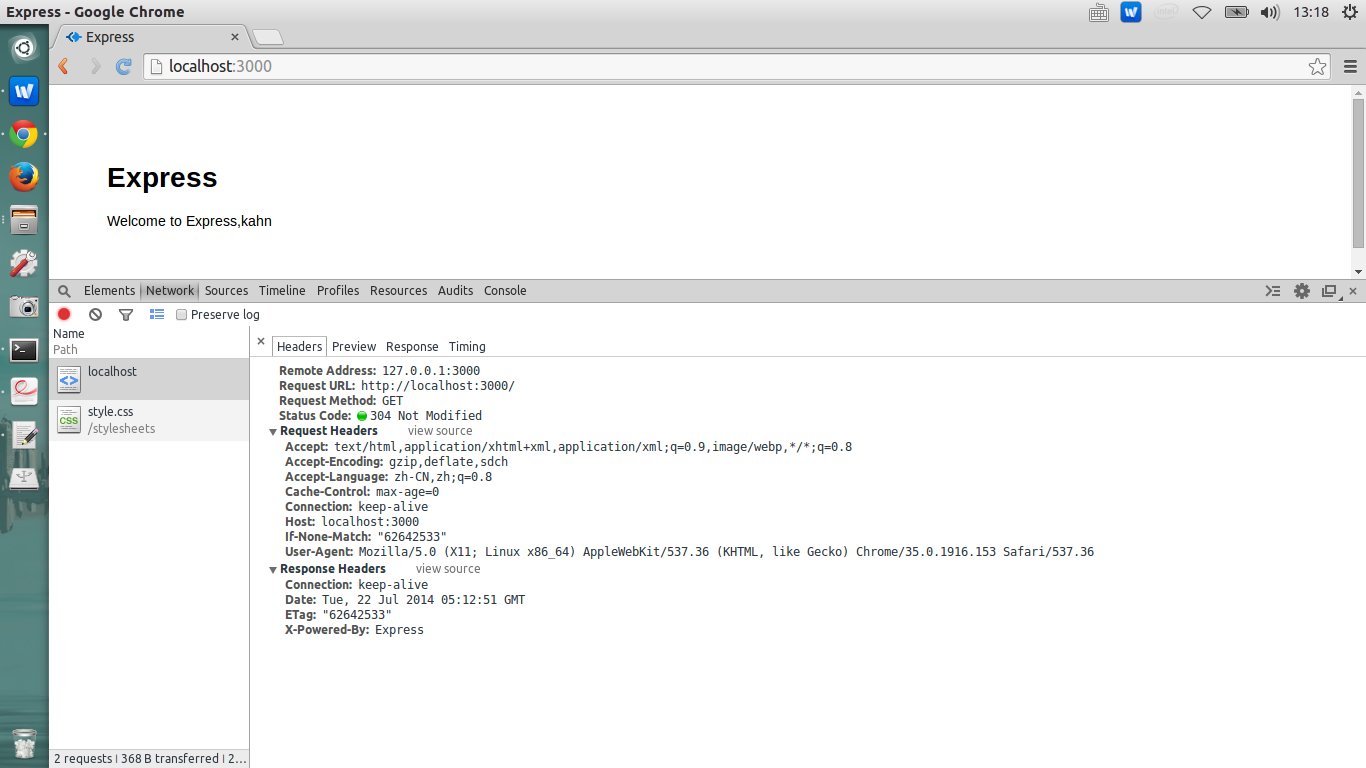 Express - Google Chrome
13:18
Express
localhost:3000
Express
Welcome to Express,kahn
Elements Network Sources Timeline Profiles Resources Audits Console
Preserve log
Name
Path
localhost
style.css
/stylesheets
Headers Preview Response Timing
Remote Address: 127.0.0.1:3000
Request URL: http://localhost:3000/
Request Method: GET
Status Code: 304 Not Modified
Request Headers view source
Accept: text/html,application/xhtml+xml,application/xml;q=0.9,image/webp,*/*;q=0.8
Accept-Encoding: gzip,deflate,sdch
Accept-Language: zh-CN,zh;q=0.8
Cache-Control: max-age=0
Connection: keep-alive
Host: localhost:3000
If-None-Match: "62642533"
User-Agent: Mozilla/5.0 (X11; Linux x86_64) AppleWebKit/537.36 (KHTML, like Gecko) Chrome/35.0.1916.153 Safari/537.36
Response Headers view source
Connection: keep-alive
Date: Tue, 22 Jul 2014 05:12:51 GMT
ETag: "62642533"
X-Powered-By: Express
2 requests | 368 B transferred | 2...